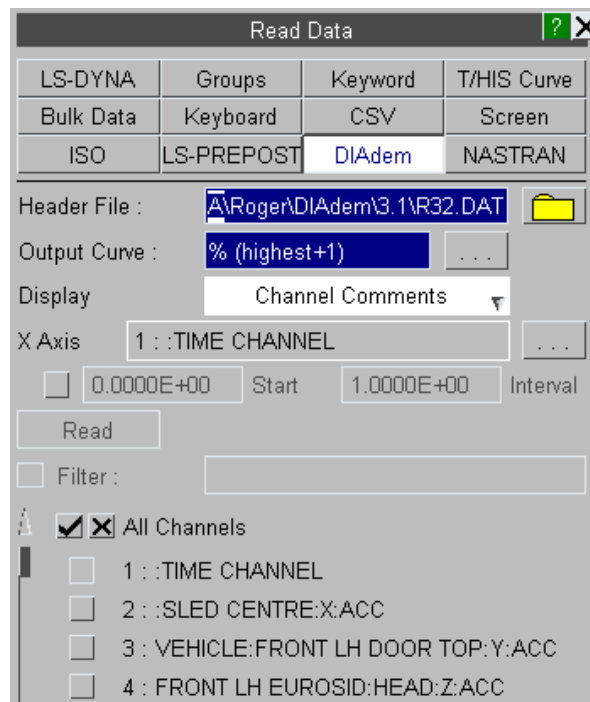 Read Data
?
LS-DYNA Groups Keyword T/HIS Curve
Bulk Data Keyboard CSV Screen
ISO LS-PREPOST DIAdem NASTRAN
Header File : A\Roger\DIAdem\3.1\R32.DAT
Output Curve : % (highest+1) ...
Display Channel Comments
X Axis 1 : :TIME CHANNEL ...
0.0000E+00 Start 1.0000E+00 Interval
Read
Filter :
All Channels
1 : :TIME CHANNEL
2 : :SLED CENTRE:X:ACC
3 : VEHICLE:FRONT LH DOOR TOP:Y:ACC
4 : FRONT LH EUROSID:HEAD:Z:ACC